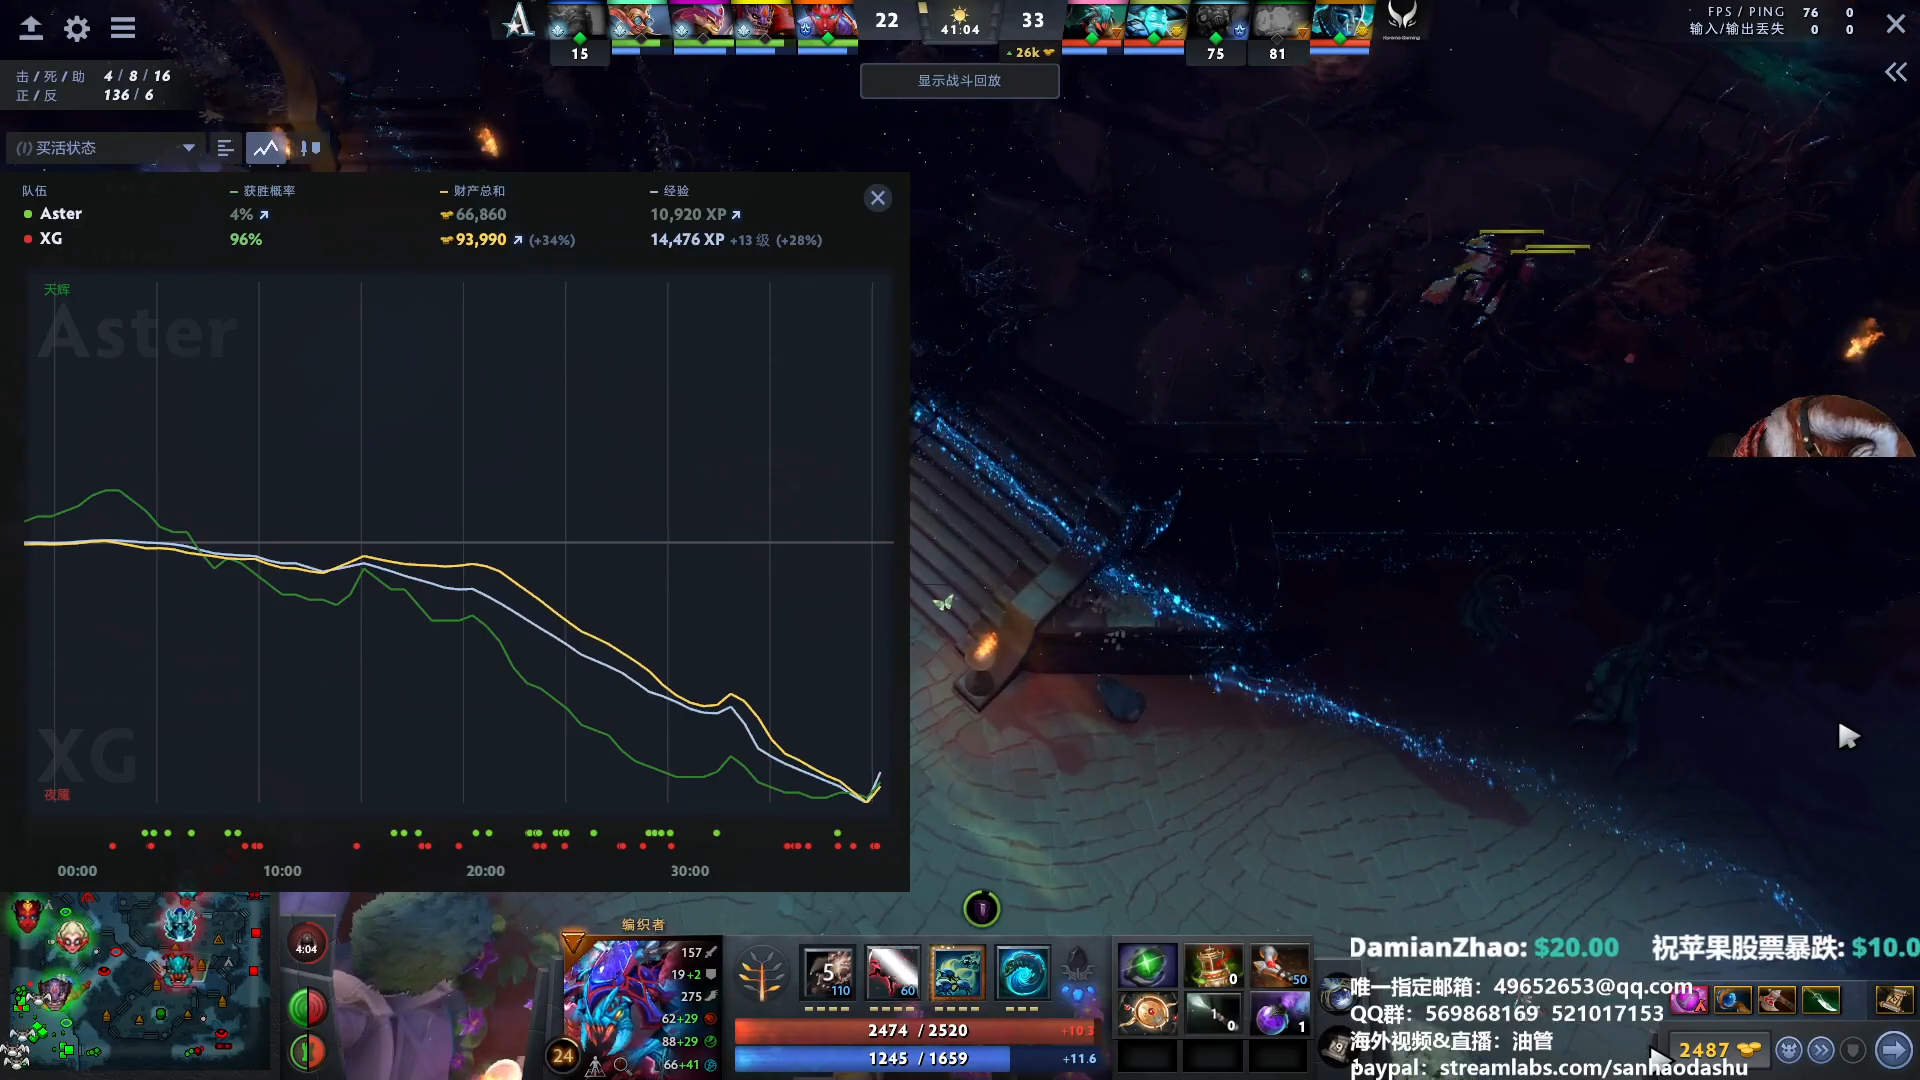 22
41:04
33
26k
15
75
81
显示战斗回放
FPS / PING 76 0
输入/输出丢失 0 0
击/死/助 4/8/16
正/反 136/6
买活状态
队伍 获胜概率 财产总和 经验
Aster 4% 66,860 10,920 XP
XG 96% 93,990 (+34%) 14,476 XP +13 级 (+28%)
天辉
Aster
XG
夜魇
00:00 10:00 20:00 30:00
4:04
编织者
157
19+2
275
62+29
88+29
66+41
24
5
110
60
2474 / 2520 +10.3
1245 / 1659 +11.6
0
50
1
0
1
DamianZhao: $20.00 祝苹果股票暴跌: $10.0
唯一指定邮箱：49652653@qq.com
QQ群：569868169 521017153
海外视频&直播：油管
paypal：streamlabs.com/sanhaodashu
2487